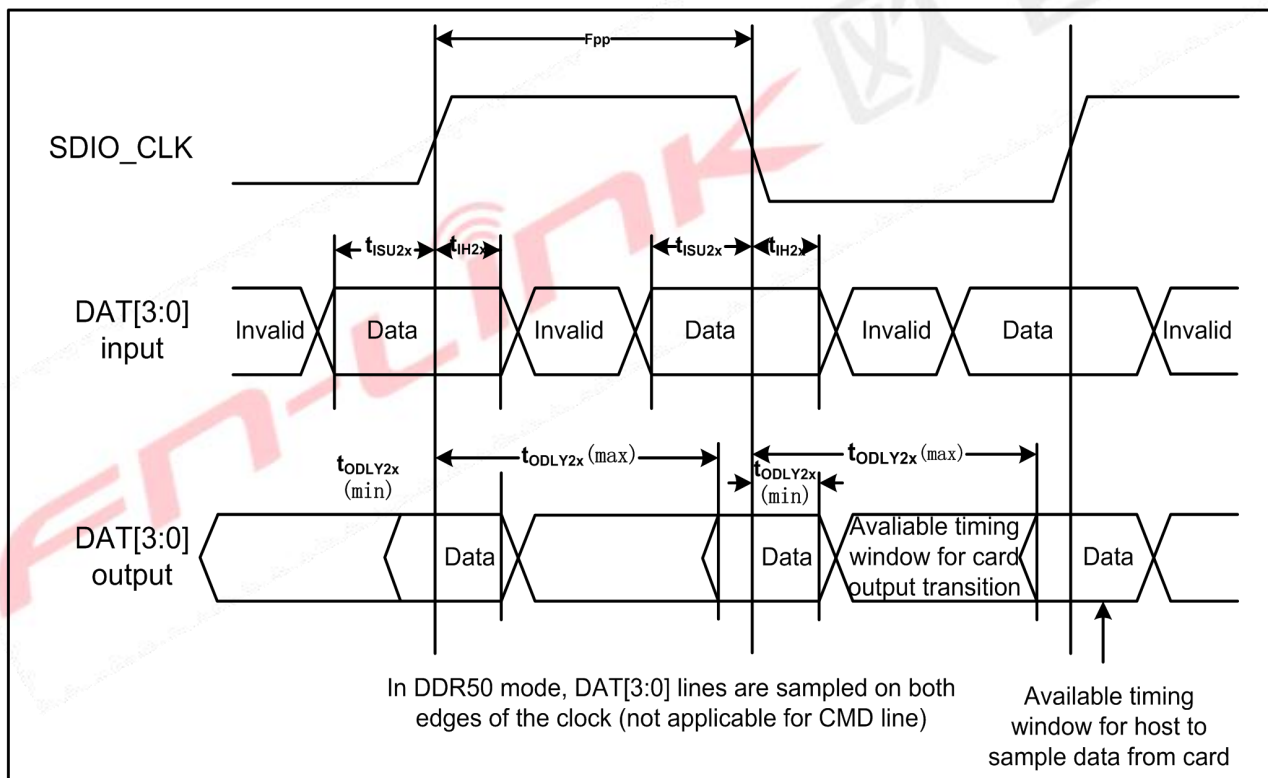 Fpp
SDIO_CLK
tISU2x
tIH2x
tISU2x
tIH2x
DAT[3:0]
input
Invalid
Data
Invalid
Data
Invalid
Data
Invalid
tODLY2x
(min)
tODLY2x(max)
tODLY2x
(min)
tODLY2x(max)
DAT[3:0]
output
Data
Data
Avaliable timing
window for card
output transition
Data
In DDR50 mode, DAT[3:0] lines are sampled on both
edges of the clock (not applicable for CMD line)
Available timing
window for host to
sample data from card
Fn-Link
欧